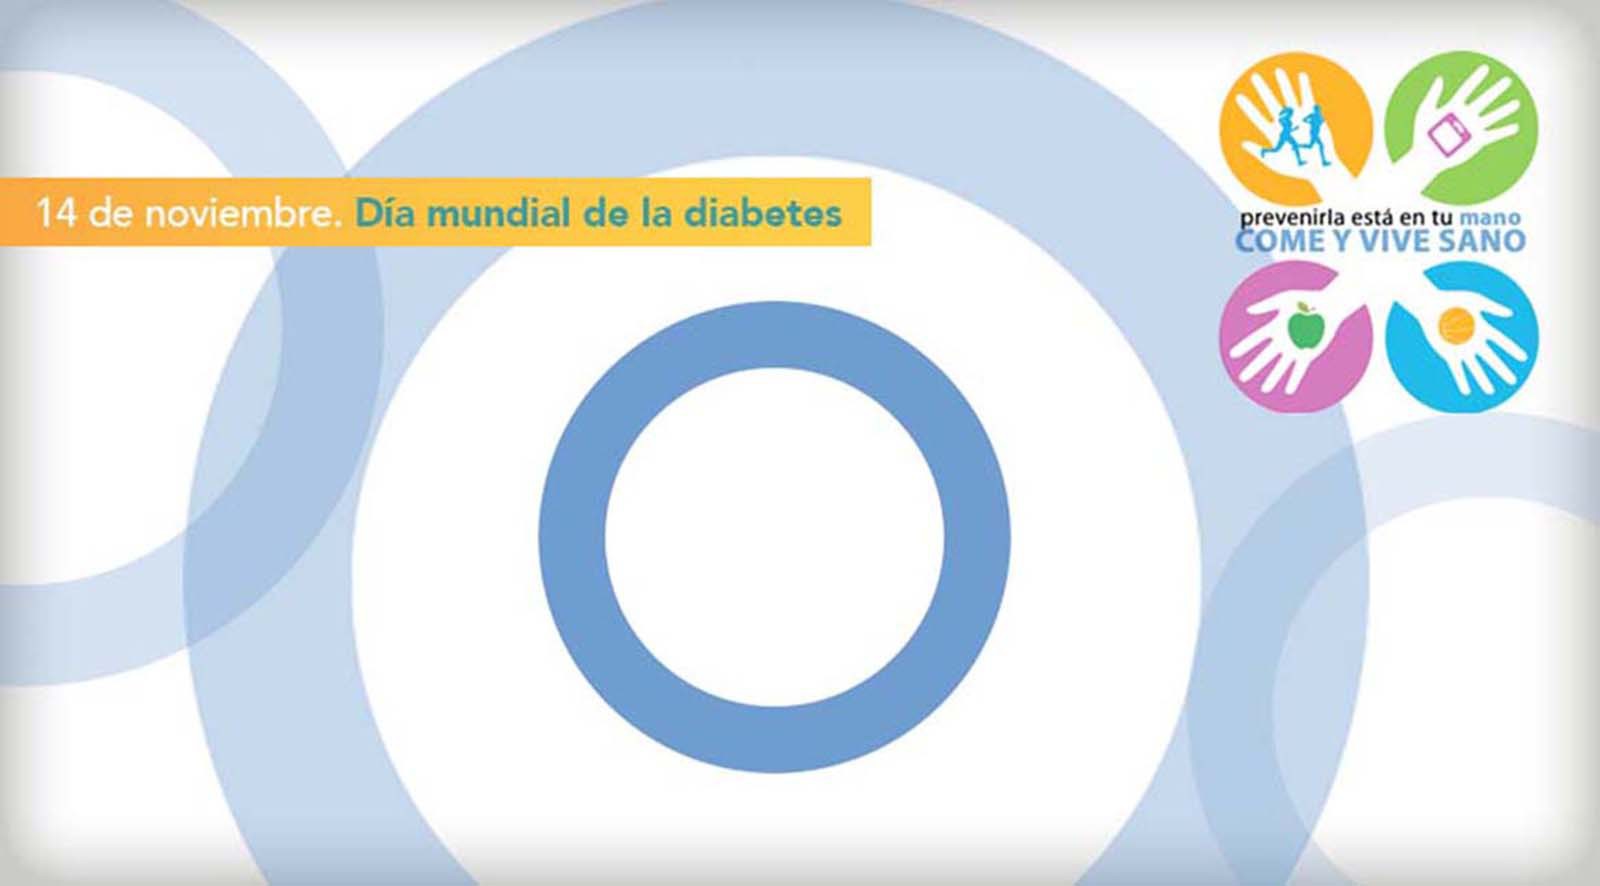 14 de noviembre. Día mundial de la diabetes
prevenirla está en tu mano
COME Y VIVE SANO